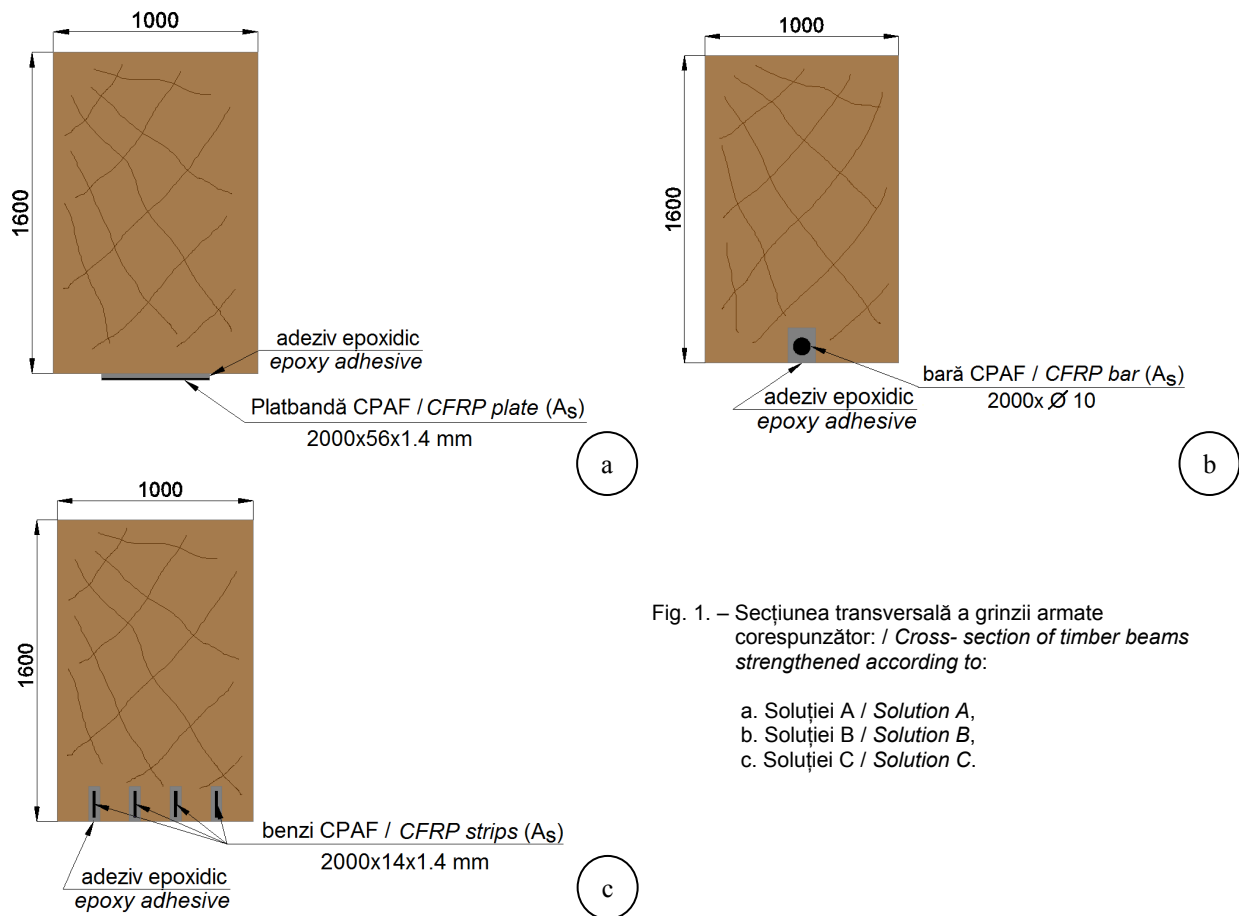 1000
1600
adeziv epoxidic
epoxy adhesive
Platbandă CPAF / CFRP plate (As)
2000x56x1.4 mm
a
1000
1600
bară CPAF / CFRP bar (As)
2000x Ø 10
adeziv epoxidic
epoxy adhesive
b
1000
1600
benzi CPAF / CFRP strips (As)
2000x14x1.4 mm
adeziv epoxidic
epoxy adhesive
c
Fig. 1. – Secțiunea transversală a grinzii armate
corespunzător: / Cross- section of timber beams
strengthened according to:
a. Soluției A / Solution A,
b. Soluției B / Solution B,
c. Soluției C / Solution C.